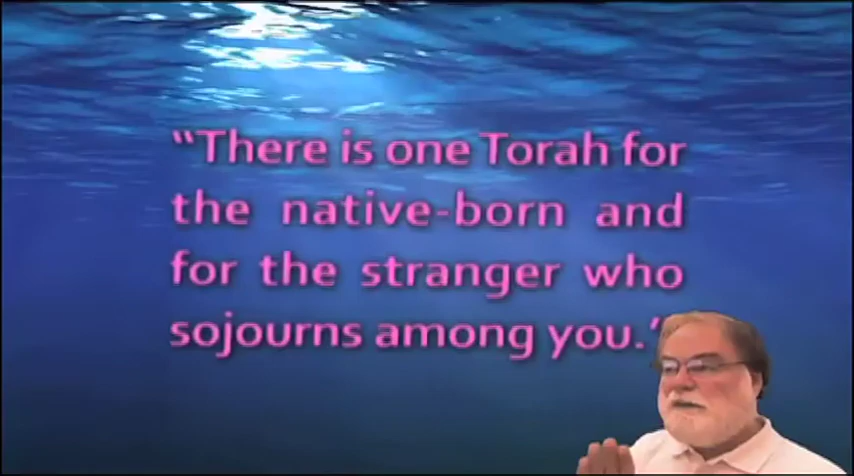 “There is one Torah for
the native-born and
for the stranger who
sojourns among you.’